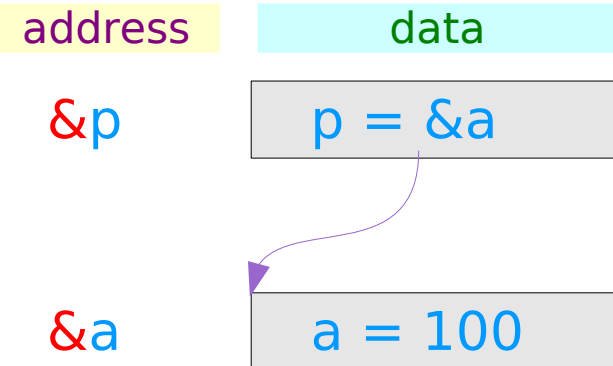 address data
&p p = &a
&a a = 100